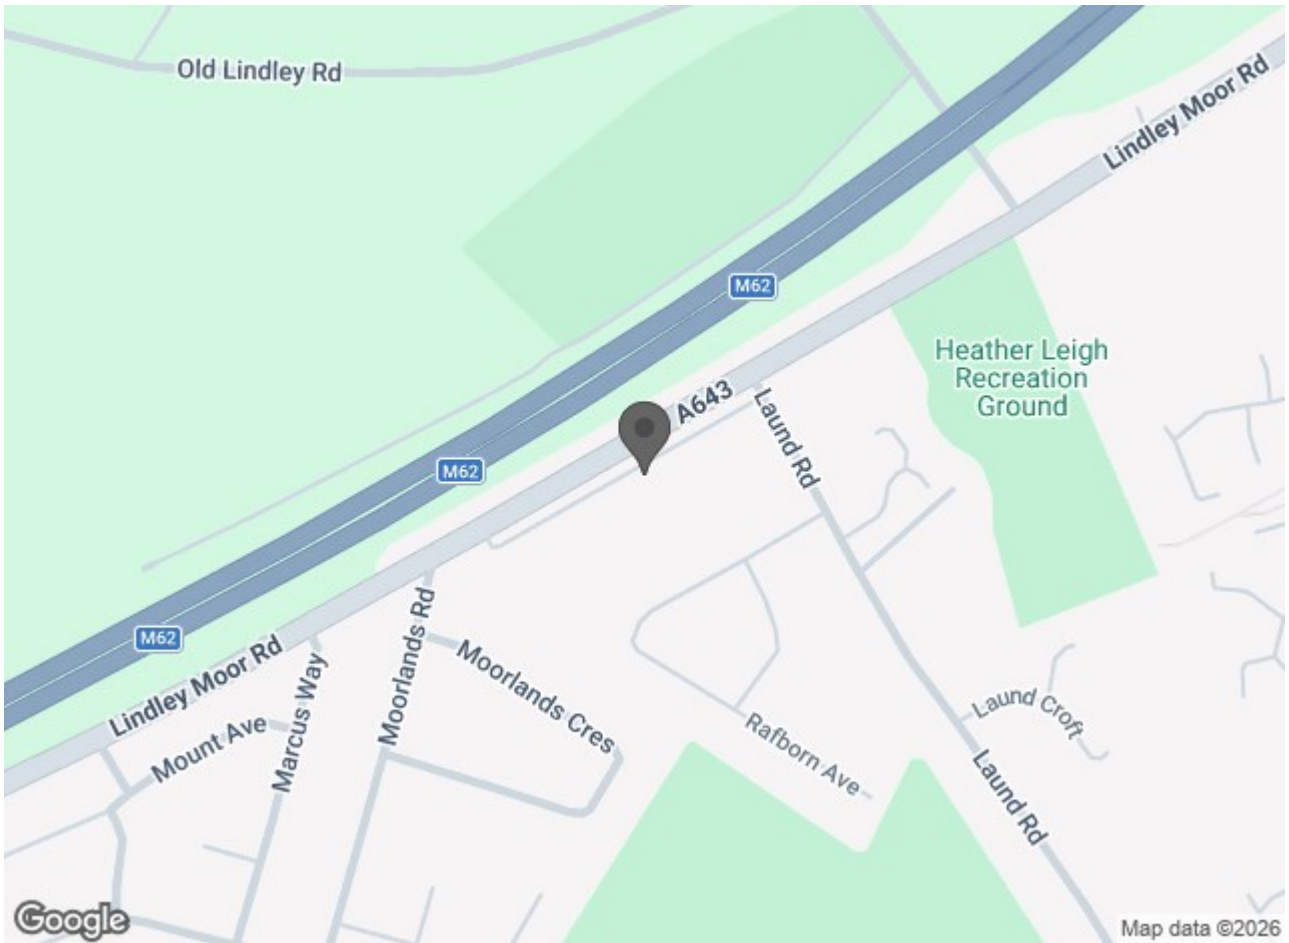 Old Lindley Rd
Lindley Moor Rd
M62
Heather Leigh
Recreation
Ground
A643
Laund Rd
M62
M62
Lindley Moor Rd
Moorlands Rd
Moorlands Cres
Marcus Way
Mount Ave
Laund Croft
Rafborn Ave
Laund Rd
Google
Map data ©2026